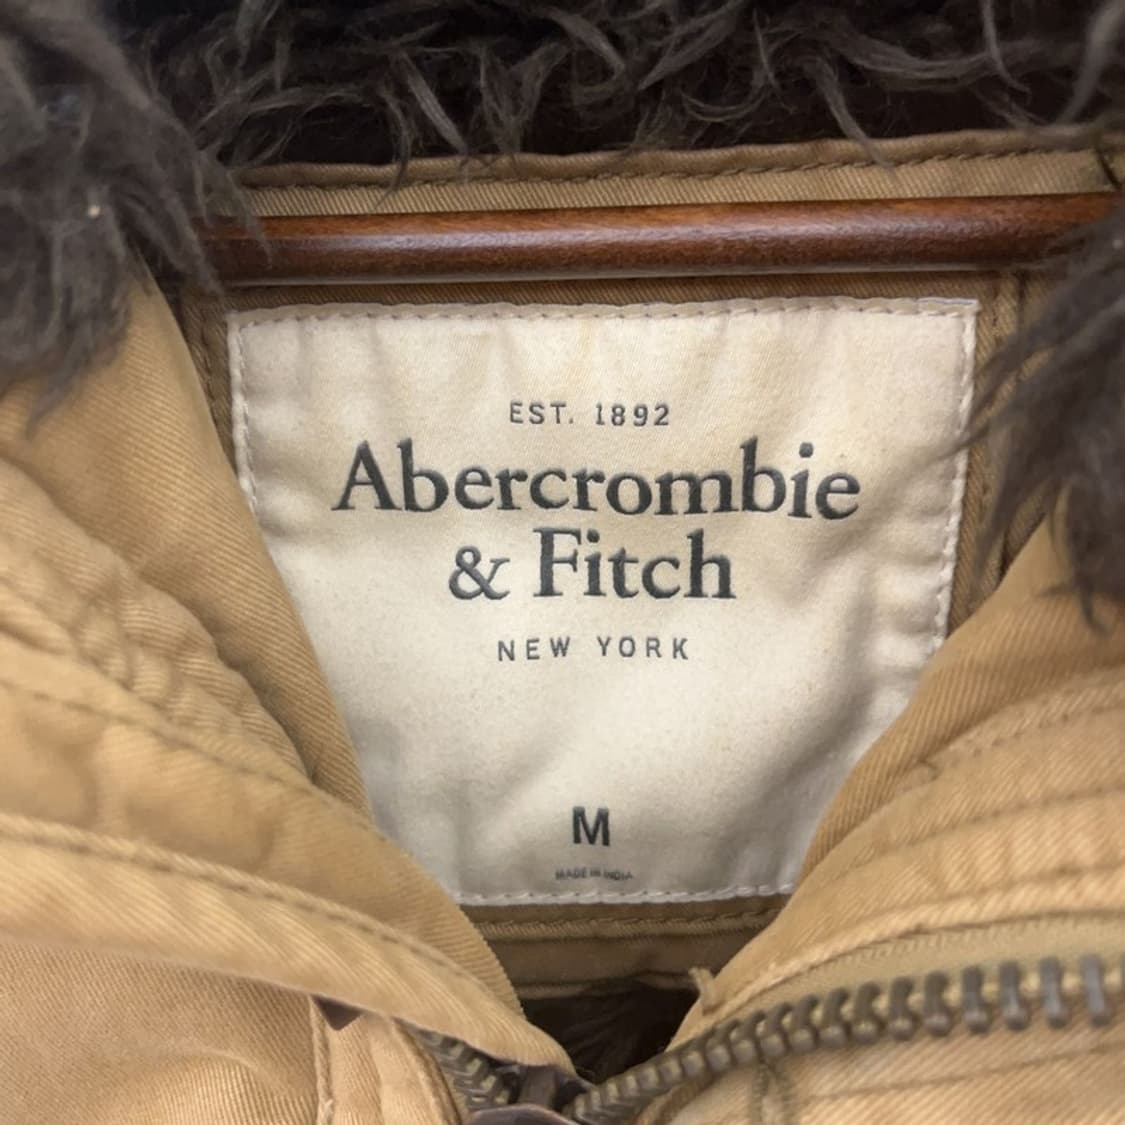 EST. 1892
Abercrombie
& Fitch
NEW YORK
M
MADE IN INDIA